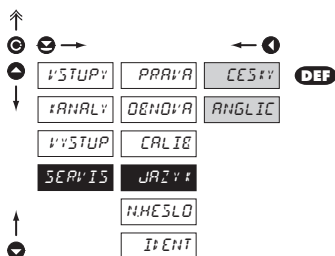 VSTUPY PRAVA CESKY DEF
KANALY OBNOVA ANGLIC
VYSTUP CALIB
SERVIS JAZYK
N.HESLO
IDENT